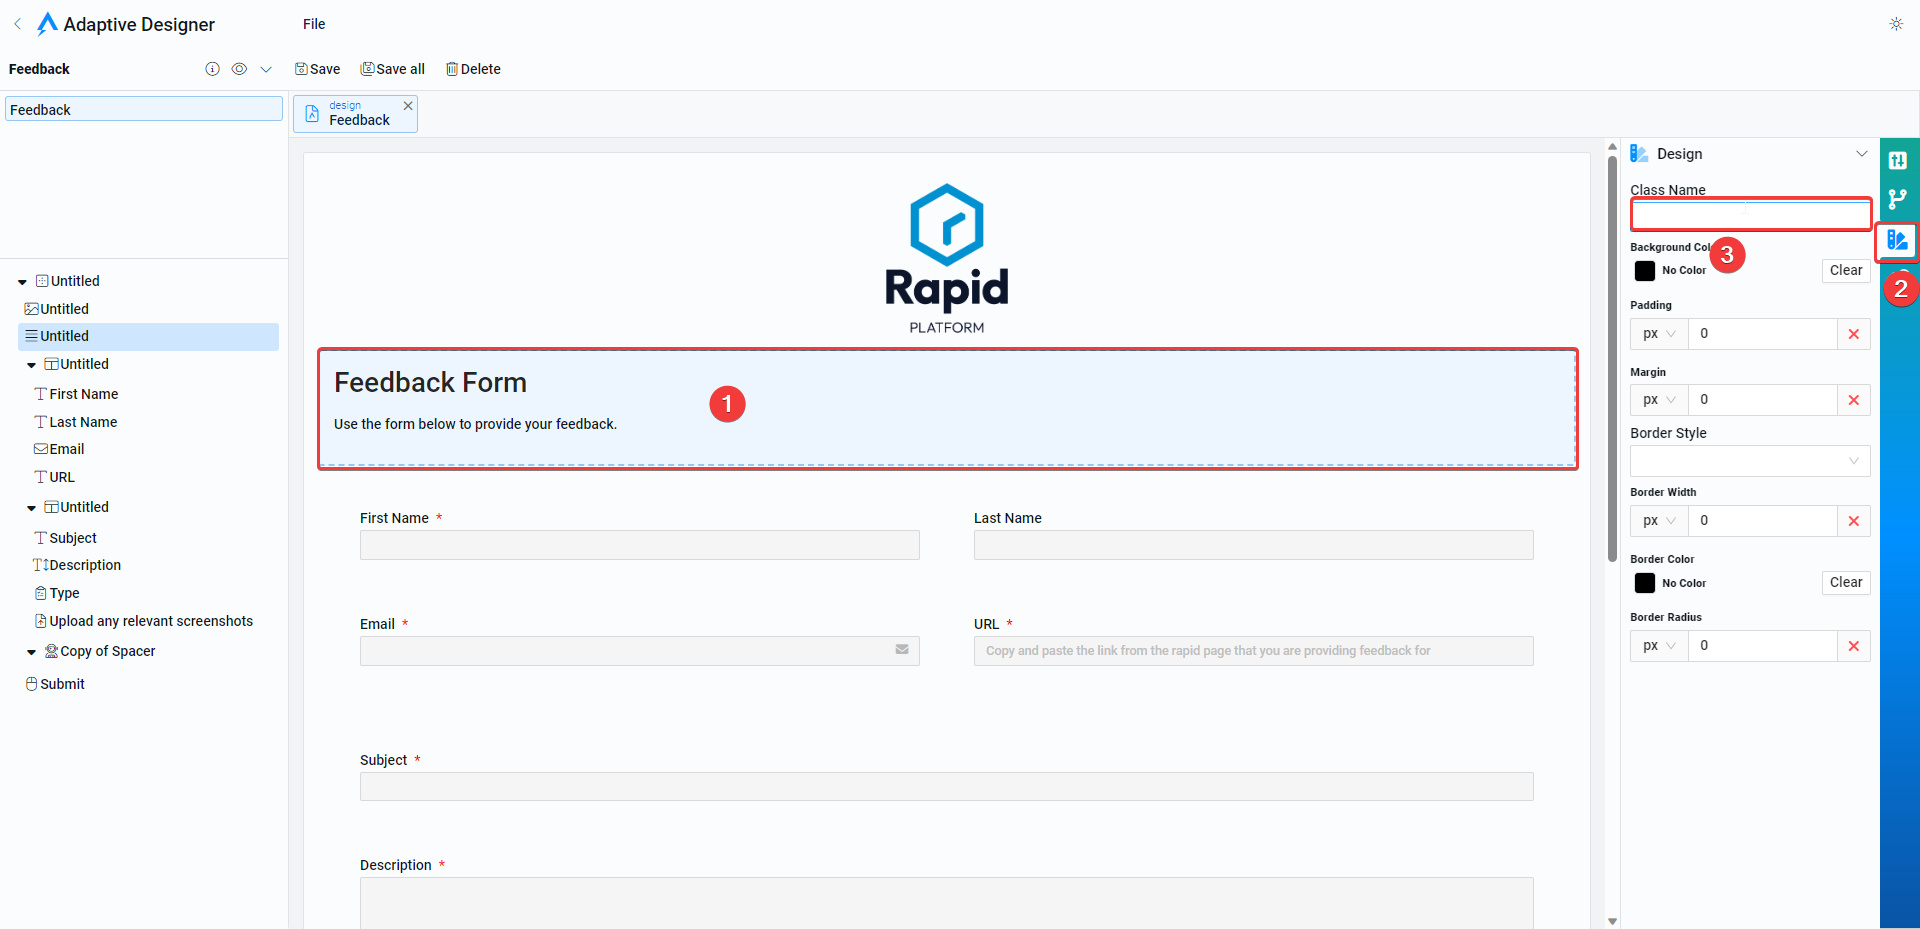 Adaptive Designer
File
Feedback
Save
Save all
Delete
Feedback
design
Feedback
Untitled
Untitled
Untitled
Untitled
First Name
Last Name
Email
URL
Untitled
Subject
Description
Type
Upload any relevant screenshots
Copy of Spacer
Submit
Rapid
PLATFORM
Feedback Form
Use the form below to provide your feedback.
1
First Name *
Last Name
Email *
URL *
Copy and paste the link from the rapid page that you are providing feedback for
Subject *
Description *
Design
Class Name
3
2
Background Col
No Color
Clear
Padding
px
0
Margin
px
0
Border Style
Border Width
px
0
Border Color
No Color
Clear
Border Radius
px
0